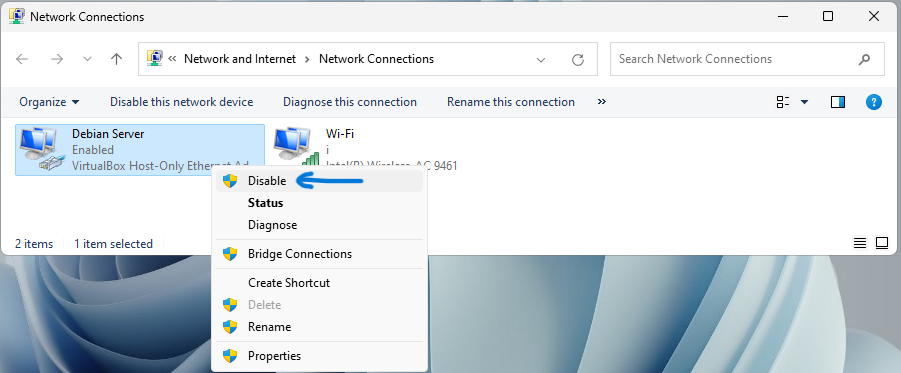 Network Connections
« Network and Internet > Network Connections
Search Network Connections
Organize
Disable this network device
Diagnose this connection
Rename this connection
»
Debian Server
Enabled
VirtualBox Host-Only Ethernet Ad
Wi-Fi
i
Intel(R) Wireless-AC 9461
Disable
Status
Diagnose
Bridge Connections
Create Shortcut
Delete
Rename
Properties
2 items
1 item selected